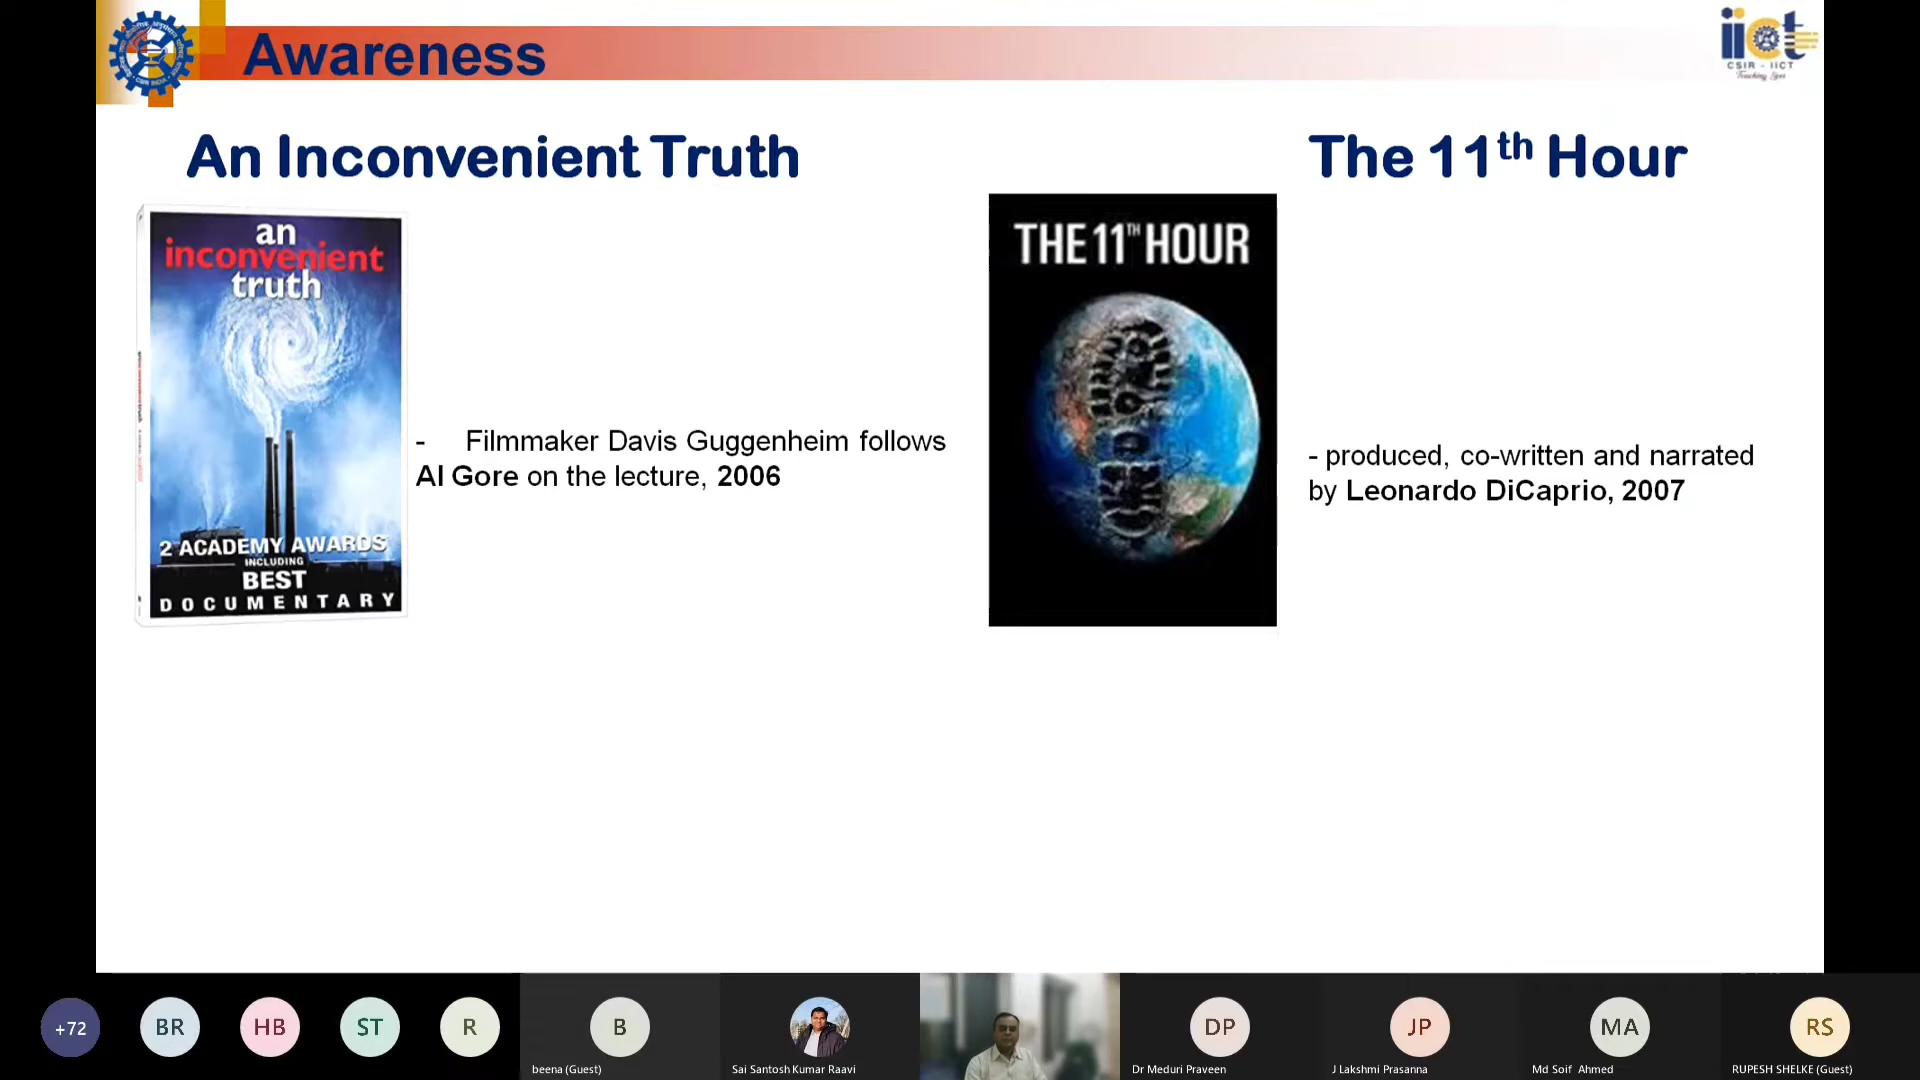 Awareness
iict
CSIR - IICT
Touching lives
An Inconvenient Truth
The 11th Hour
an
inconvenient
truth
2 ACADEMY AWARDS
INCLUDING
BEST
DOCUMENTARY
- Filmmaker Davis Guggenheim follows
Al Gore on the lecture, 2006
THE 11TH HOUR
- produced, co-written and narrated
by Leonardo DiCaprio, 2007
+72
BR
HB
ST
R
B
DP
JP
MA
RS
beena (Guest)
Sai Santosh Kumar Raavi
Dr Meduri Praveen
J Lakshmi Prasanna
Md Soif Ahmed
RUPESH SHELKE (Guest)